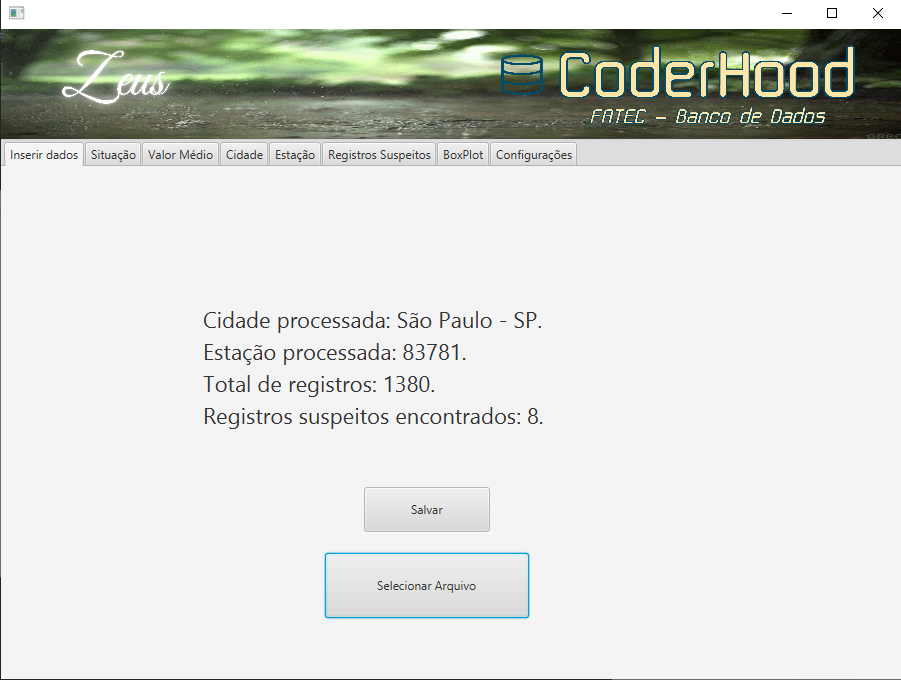 Zeus
CoderHood
FATEC - Banco de Dados
Inserir dados
Situação
Valor Médio
Cidade
Estação
Registros Suspeitos
BoxPlot
Configurações
Cidade processada: São Paulo - SP.
Estação processada: 83781.
Total de registros: 1380.
Registros suspeitos encontrados: 8.
Salvar
Selecionar Arquivo